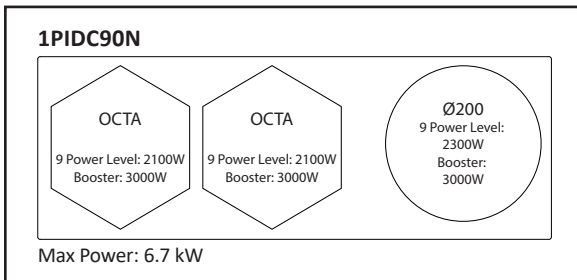 1PIDC90N
OCTA
9 Power Level: 2100W
Booster: 3000W
OCTA
9 Power Level: 2100W
Booster: 3000W
Ø200
9 Power Level:
2300W
Booster:
3000W
Max Power: 6.7 kW